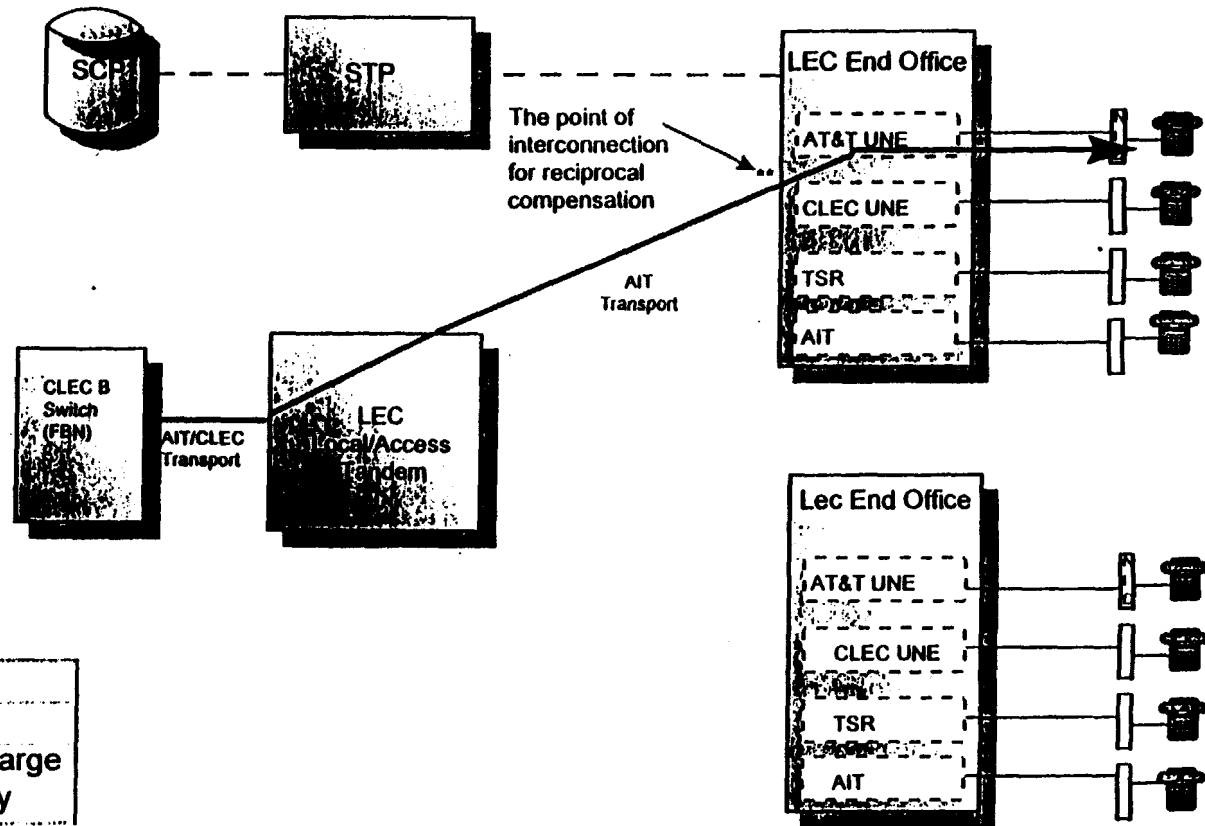 SCP
STP
LEC End Office
The point of
interconnection
for reciprocal
compensation
**
AT&T UNE
CLEC UNE
TSR
AIT
AIT
Transport
CLEC B
Switch
(FBN)
AIT/CLEC
Transport
LEC
Local/Access
Tandem
Lec End Office
AT&T UNE
CLEC UNE
TSR
AIT
arge
y